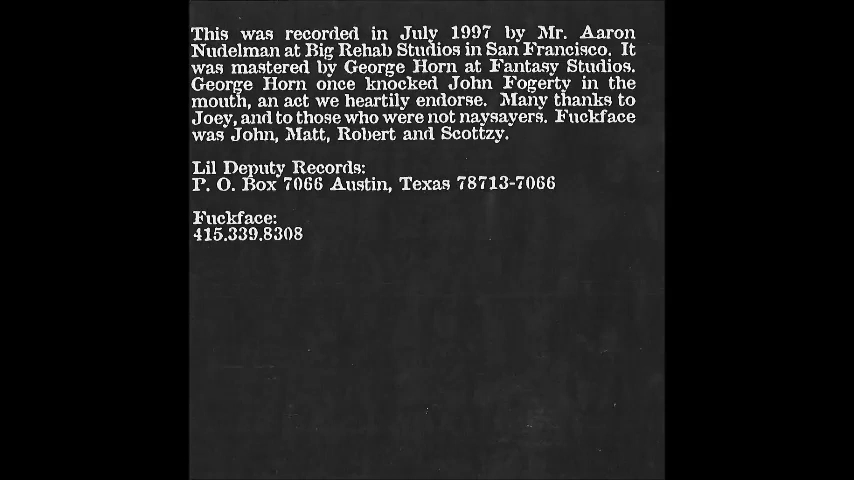 This was recorded in July 1997 by Mr. Aaron
Nudelman at Big Rehab Studios in San Francisco. It
was mastered by George Horn at Fantasy Studios.
George Horn once knocked John Fogerty in the
mouth, an act we heartily endorse. Many thanks to
Joey, and to those who were not naysayers. Fuckface
was John, Matt, Robert and Scottzy.
Lil Deputy Records:
P. O. Box 7066 Austin, Texas 78713-7066
Fuckface:
415.339.8308